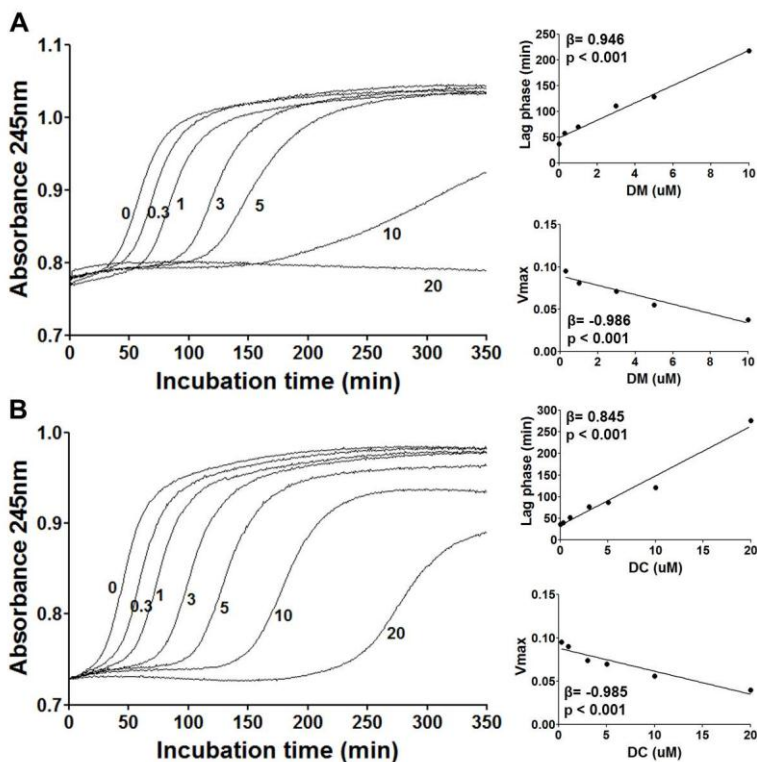 A
1.1
1.0
0.9
0.8
0.7
Absorbance 245nm
0
0.3
1
3
5
10
20
0 50 100 150 200 250 300 350
Incubation time (min)
β= 0.946
p < 0.001
250
200
150
100
50
0
Lag phase (min)
0 2 4 6 8 10
DM (uM)
0.15
0.10
0.05
0.00
Vmax
β= -0.986
p < 0.001
0 2 4 6 8 10
DM (uM)
B
1.0
0.9
0.8
0.7
Absorbance 245nm
0
0.3
1
3
5
10
20
0 50 100 150 200 250 300 350
Incubation time (min)
β= 0.845
p < 0.001
300
250
200
150
100
50
0
Lag phase (min)
0 5 10 15 20
DC (uM)
0.15
0.10
0.05
0.00
Vmax
β= -0.985
p < 0.001
0 5 10 15 20
DC (uM)